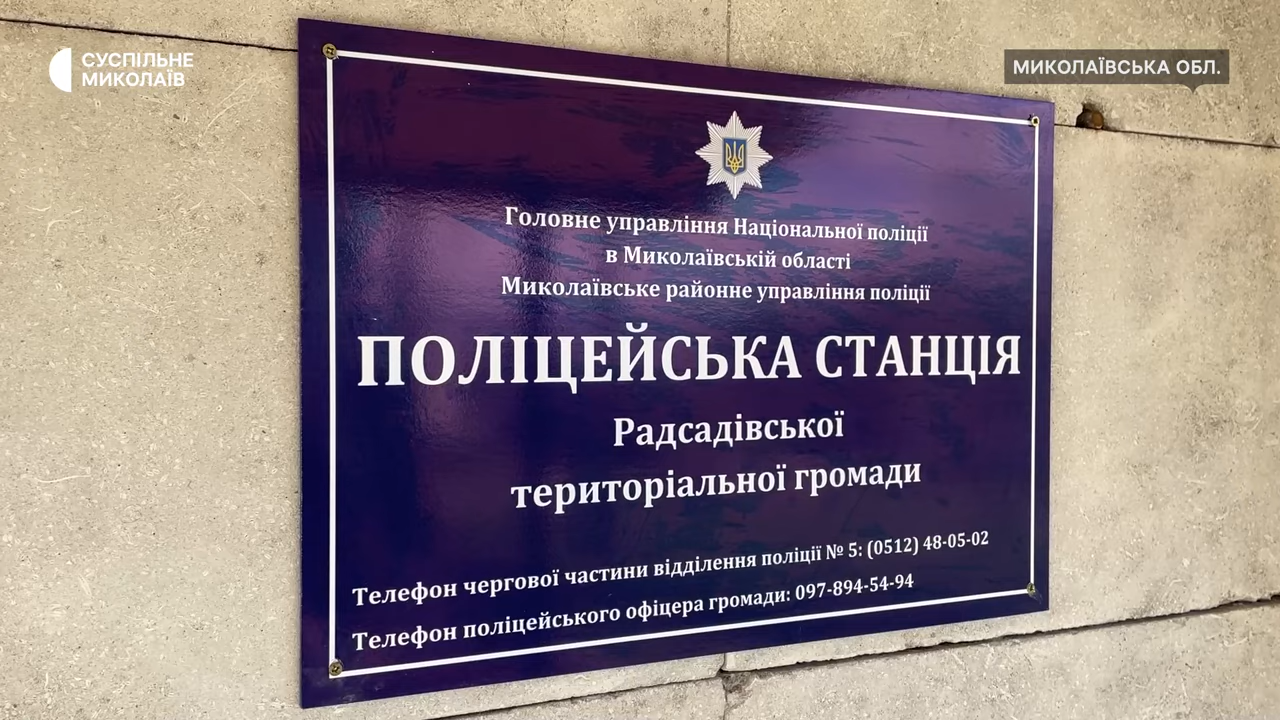 СУСПІЛЬНЕ
МИКОЛАЇВ
МИКОЛАЇВСЬКА ОБЛ.
Головне управління Національної поліції
в Миколаївській області
Миколаївське районне управління поліції
ПОЛІЦЕЙСЬКА СТАНЦІЯ
Радсадівської
територіальної громади
Телефон чергової частини відділення поліції № 5: (0512) 48-05-02
Телефон поліцейського офіцера громади: 097-894-54-94